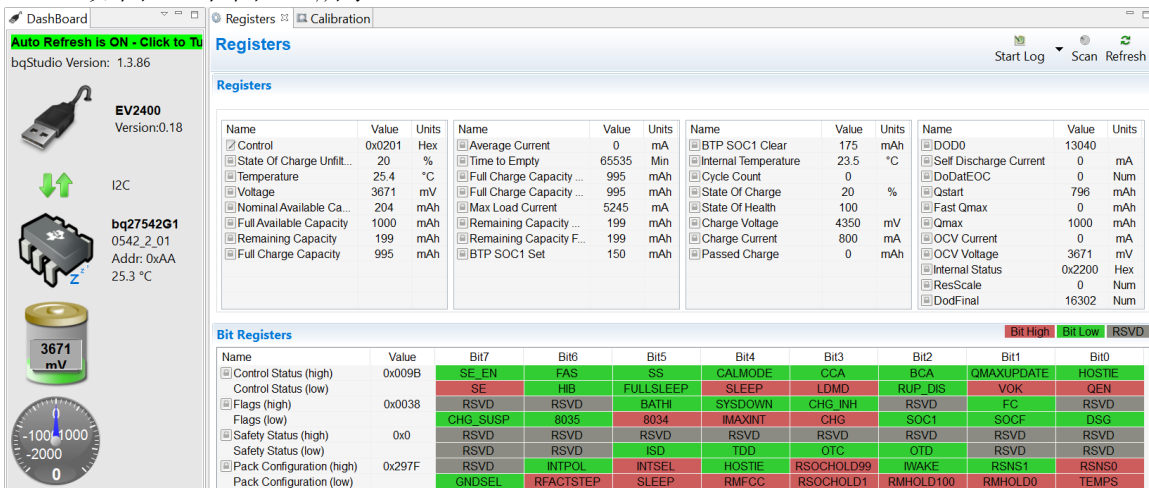 DashBoard
Registers Calibration
Auto Refresh is ON - Click to Tu
Registers
Start Log Scan Refresh
bqStudio Version: 1.3.86
Registers
EV2400
Version:0.18
I2C
bq27542G1
0542_2_01
Addr: 0xAA
25.3 °C
3671
mV
-100 1000
-2000
0
Name Value Units Name Value Units Name Value Units Name Value Units
Control 0x0201 Hex Average Current 0 mA BTP SOC1 Clear 175 mAh DOD0 13040
State Of Charge Unfilt... 20 % Time to Empty 65535 Min Internal Temperature 23.5 °C Self Discharge Current 0 mA
Temperature 25.4 °C Full Charge Capacity ... 995 mAh Cycle Count 0 DoDatEOC 0 Num
Voltage 3671 mV Full Charge Capacity ... 995 mAh State Of Charge 20 % Qstart 796 mAh
Nominal Available Ca... 204 mAh Max Load Current 5245 mA State Of Health 100 Fast Qmax 0 mAh
Full Available Capacity 1000 mAh Remaining Capacity ... 199 mAh Charge Voltage 4350 mV Qmax 1000 mAh
Remaining Capacity 199 mAh Remaining Capacity F... 199 mAh Charge Current 800 mA OCV Current 0 mA
Full Charge Capacity 995 mAh BTP SOC1 Set 150 mAh Passed Charge 0 mAh OCV Voltage 3671 mV
Internal Status 0x2200 Hex
ResScale 0 Num
DodFinal 16302 Num
Bit Registers Bit High Bit Low RSVD
Name Value Bit7 Bit6 Bit5 Bit4 Bit3 Bit2 Bit1 Bit0
Control Status (high) 0x009B SE_EN FAS SS CALMODE CCA BCA QMAXUPDATE HOSTIE
Control Status (low) SE HIB FULLSLEEP SLEEP LDMD RUP_DIS VOK QEN
Flags (high) 0x0038 RSVD RSVD BATHI SYSDOWN CHG_INH RSVD FC RSVD
Flags (low) CHG_SUSP 8035 8034 IMAXINT CHG SOC1 SOCF DSG
Safety Status (high) 0x0 RSVD RSVD RSVD RSVD RSVD RSVD RSVD RSVD
Safety Status (low) RSVD RSVD ISD TDD OTC OTD RSVD RSVD
Pack Configuration (high) 0x297F RSVD INTPOL INTSEL HOSTIE RSOCHOLD99 IWAKE RSNS1 RSNS0
Pack Configuration (low) GNDSEL RFACTSTEP SLEEP RMFCC RSOCHOLD1 RMHOLD100 RMHOLD0 TEMPS